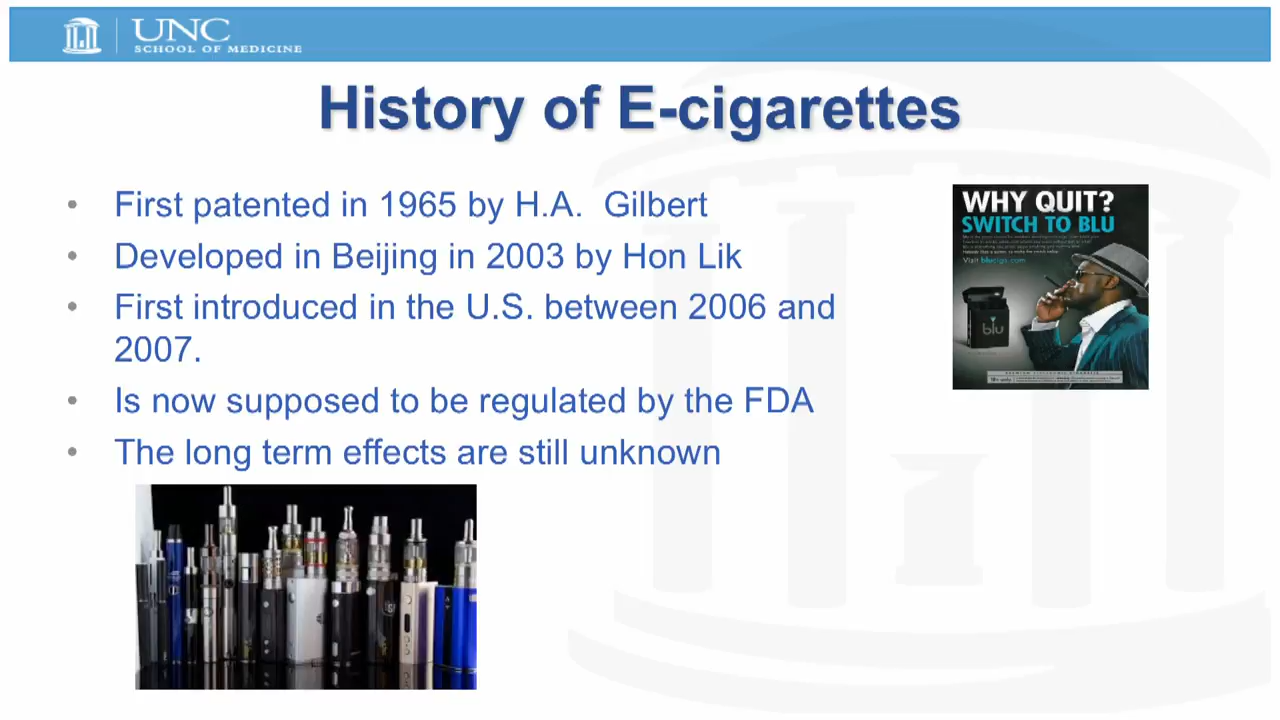 UNC
SCHOOL OF MEDICINE
History of E-cigarettes
• First patented in 1965 by H.A. Gilbert
• Developed in Beijing in 2003 by Hon Lik
• First introduced in the U.S. between 2006 and
2007.
• Is now supposed to be regulated by the FDA
• The long term effects are still unknown
WHY QUIT?
SWITCH TO BLU
Visit blucigs.com
blu